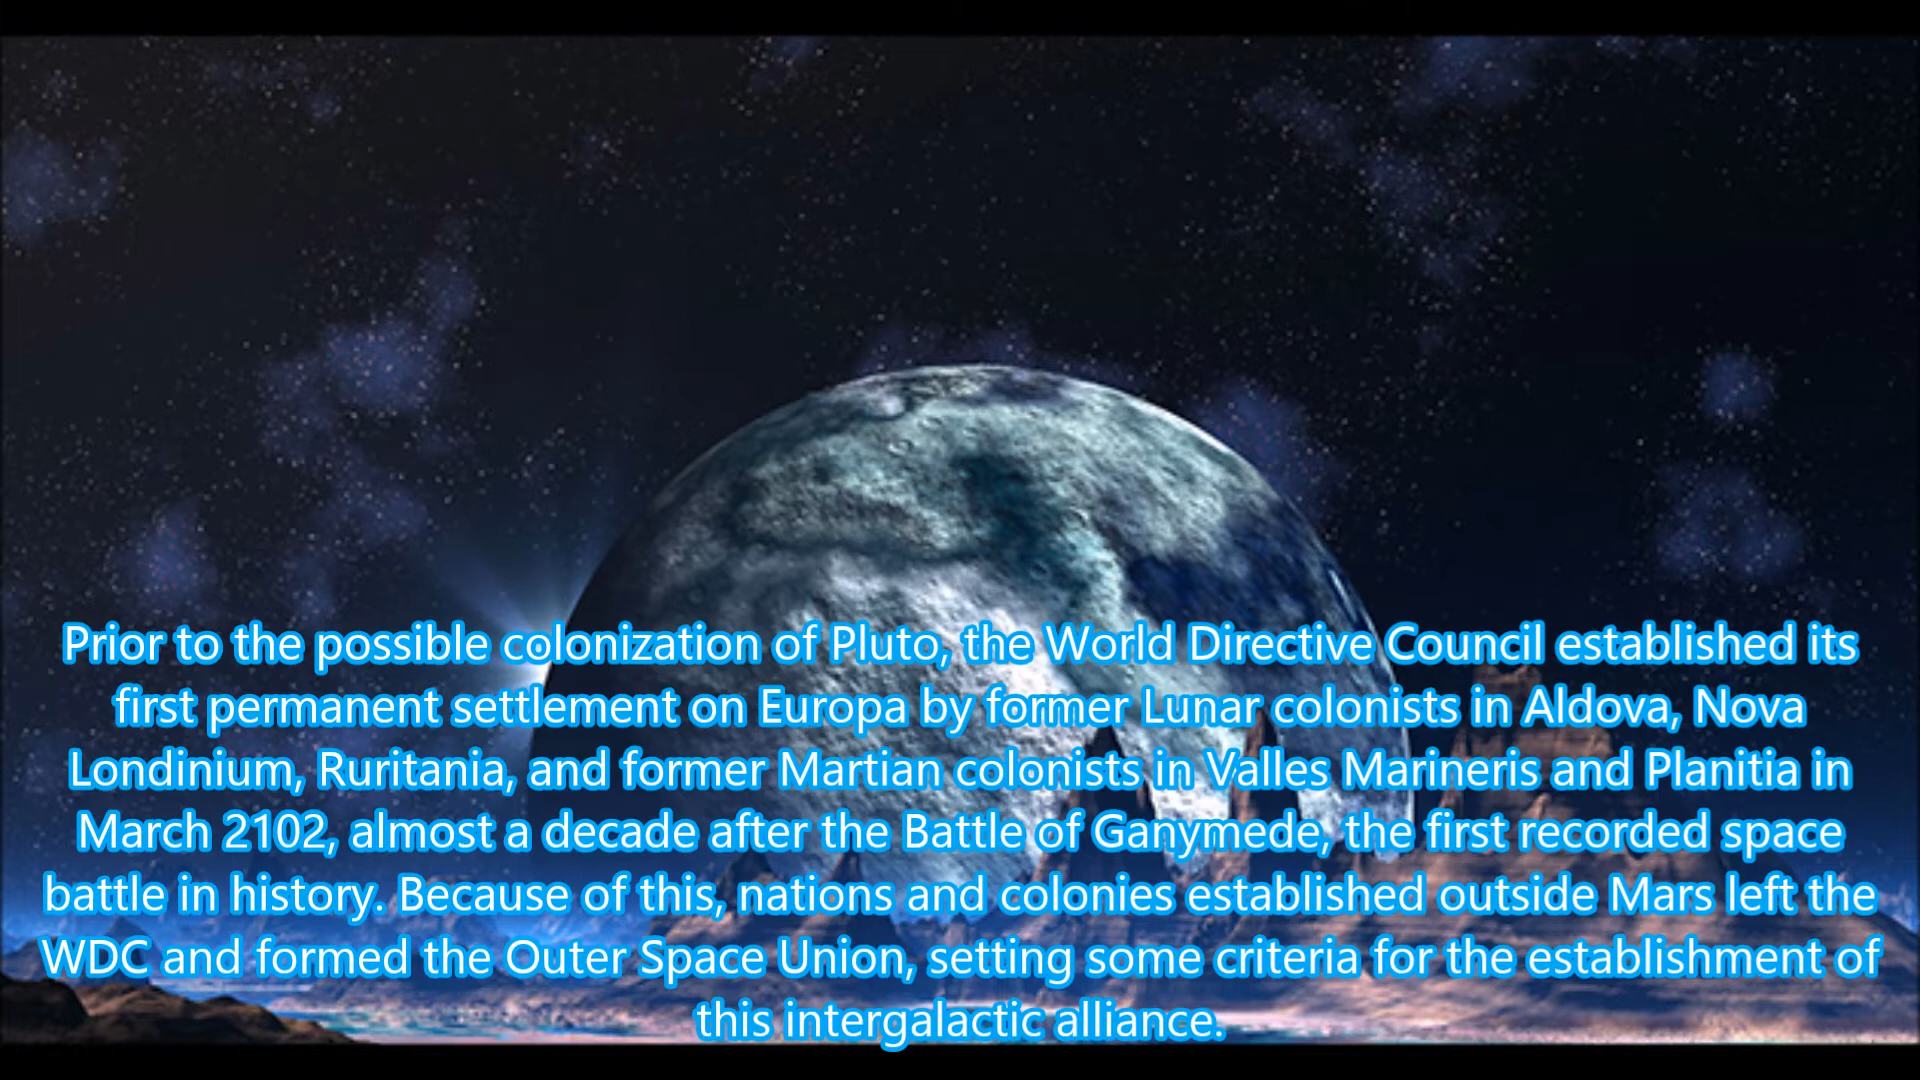 Prior to the possible colonization of Pluto, the World Directive Council established its
first permanent settlement on Europa by former Lunar colonists in Aldova, Nova
Londinium, Ruritania, and former Martian colonists in Valles Marineris and Planitia in
March 2102, almost a decade after the Battle of Ganymede, the first recorded space
battle in history. Because of this, nations and colonies established outside Mars left the
WDC and formed the Outer Space Union, setting some criteria for the establishment of
this intergalactic alliance.